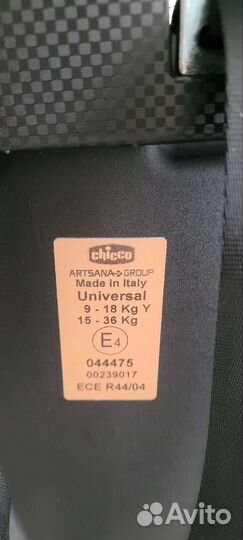 chicco
ARTSANA GROUP
Made in Italy
Universal
9 - 18 Kg Y
15 - 36 Kg
E4
044475
00239017
ECE R44/04
Avito